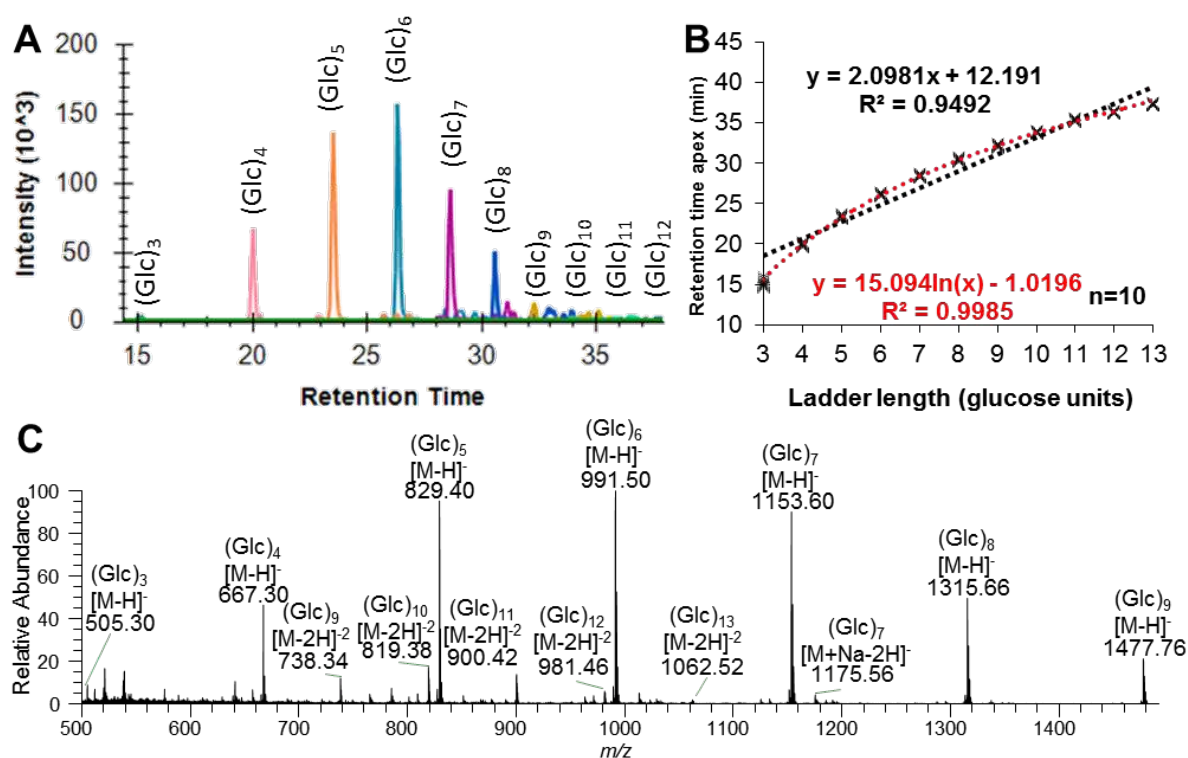 A
Intensity (10^3)
200
150
100
50
0
(Glc)3
(Glc)4
(Glc)5
(Glc)6
(Glc)7
(Glc)8
(Glc)9
(Glc)10
(Glc)11
(Glc)12
15 20 25 30 35
Retention Time
B
Retention time apex (min)
45
40
35
30
25
20
15
10
y = 2.0981x + 12.191
R² = 0.9492
y = 15.094ln(x) - 1.0196
R² = 0.9985
n=10
3 4 5 6 7 8 9 10 11 12 13
Ladder length (glucose units)
C
Relative Abundance
100
80
60
40
20
0
(Glc)3
[M-H]-
505.30
(Glc)4
[M-H]-
667.30
(Glc)9
[M-2H]-2
738.34
(Glc)10
[M-2H]-2
819.38
(Glc)5
[M-H]-
829.40
(Glc)11
[M-2H]-2
900.42
(Glc)12
[M-2H]-2
981.46
(Glc)6
[M-H]-
991.50
(Glc)13
[M-2H]-2
1062.52
(Glc)7
[M-H]-
1153.60
(Glc)7
[M+Na-2H]-
1175.56
(Glc)8
[M-H]-
1315.66
(Glc)9
[M-H]-
1477.76
500 600 700 800 900 1000 1100 1200 1300 1400
m/z